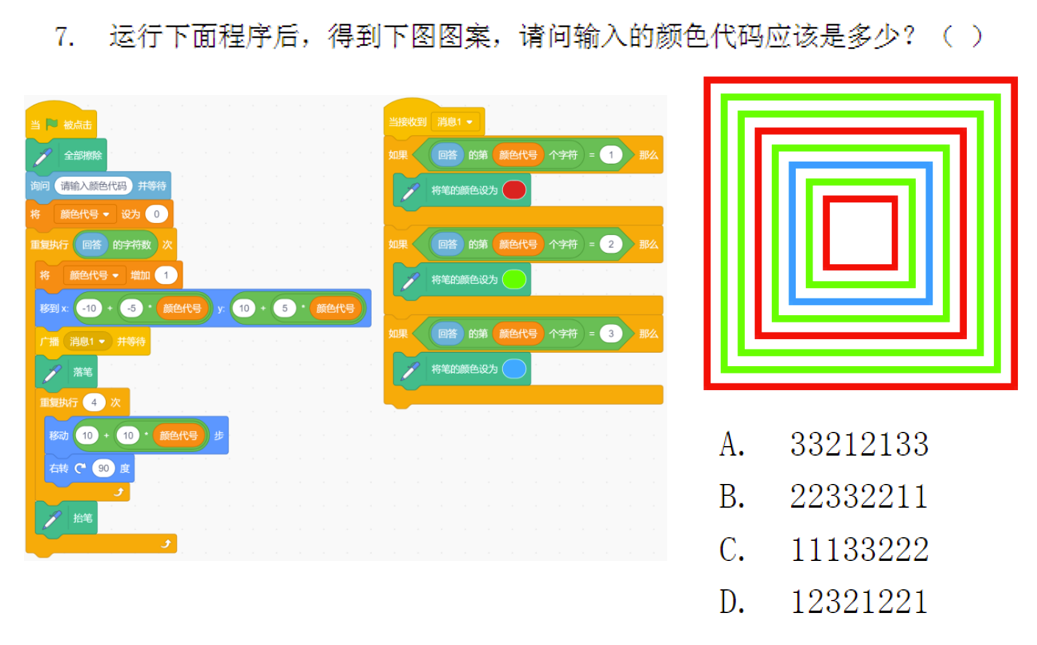 7. 运行下面程序后，得到下图图案，请问输入的颜色代码应该是多少？（ ）
当 被点击
全部擦除
询问 请输入颜色代码 并等待
将 颜色代号 设为 0
重复执行 回答 的字符数 次
将 颜色代号 增加 1
移到 x: -10 + -5 * 颜色代号 y: 10 + 5 * 颜色代号
广播 消息1 并等待
落笔
重复执行 4 次
移动 10 + 10 * 颜色代号 步
右转 90 度
抬笔
当接收到 消息1
如果 回答 的第 颜色代号 个字符 = 1 那么
将笔的颜色设为
如果 回答 的第 颜色代号 个字符 = 2 那么
将笔的颜色设为
如果 回答 的第 颜色代号 个字符 = 3 那么
将笔的颜色设为
A. 33212133
B. 22332211
C. 11133222
D. 12321221